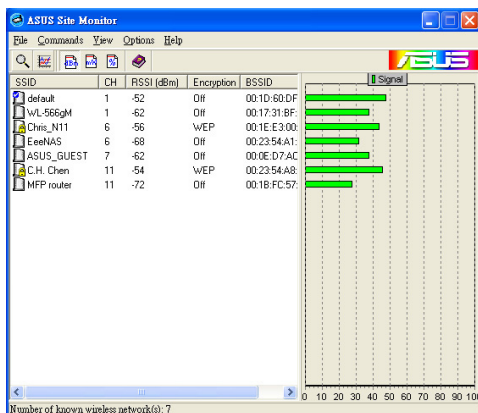 ASUS Site Monitor
File Commands View Options Help
dBm mW %
/SUS
SSID CH RSSI (dBm) Encryption BSSID
Signal
default 1 -52 Off 00:1D:60:DF
WL-566gM 1 -62 Off 00:17:31:BF:
Chris_N11 6 -56 WEP 00:1E:E3:00:
EeeNAS 6 -68 Off 00:23:54:A1:
ASUS_GUEST 7 -62 Off 00:0E:D7:AC
C.H. Chen 11 -54 WEP 00:23:54:A8:
MFP router 11 -72 Off 00:1B:FC:57:
0 10 20 30 40 50 60 70 80 90 10
Number of known wireless network(s): 7